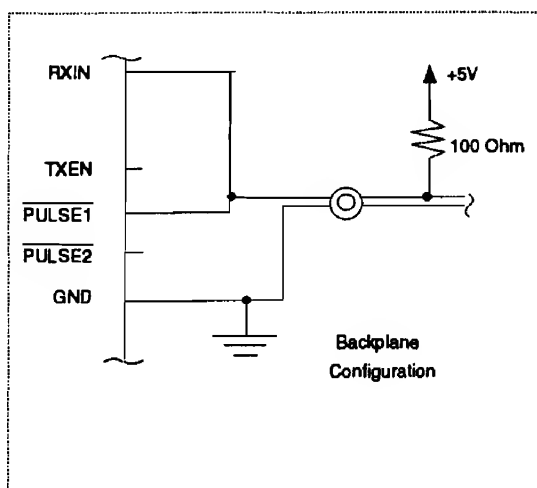 RXIN
+5V
100 Ohm
TXEN
PULSE1
PULSE2
GND
Backplane
Configuration